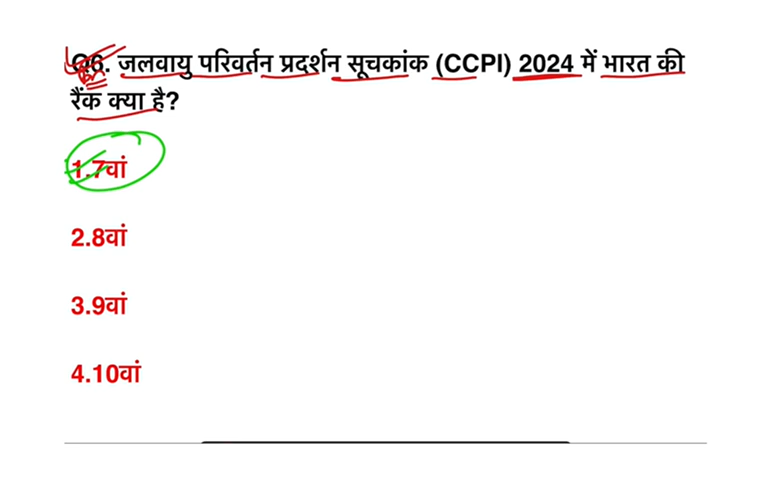 Q6. जलवायु परिवर्तन प्रदर्शन सूचकांक (CCPI) 2024 में भारत की
रैंक क्या है?
1.7वां
2.8वां
3.9वां
4.10वां